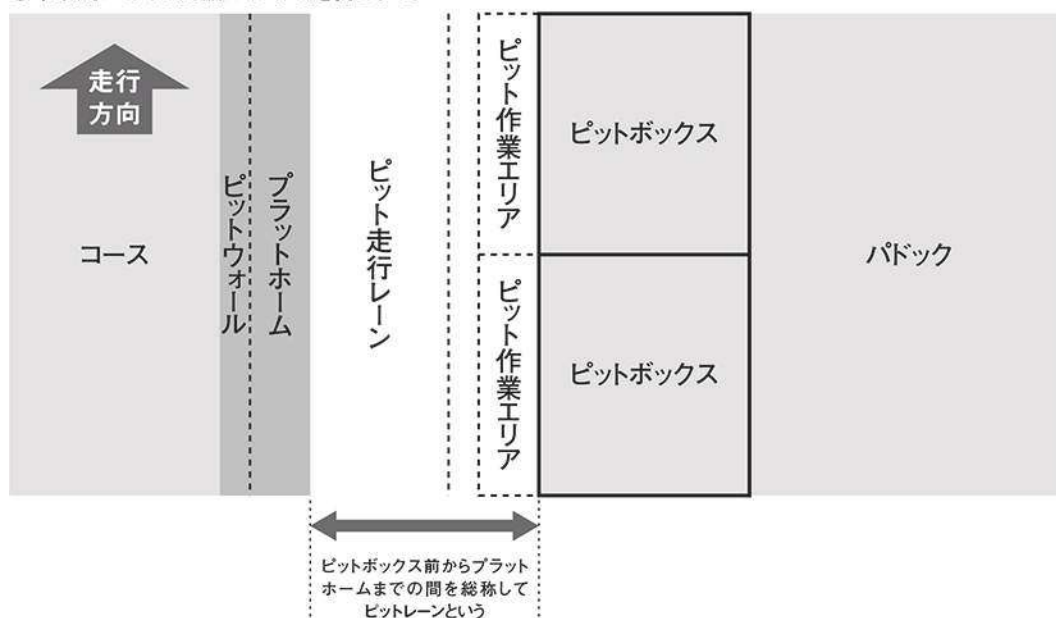 走行
方向
コース
ピットウォール
プラットホーム
ピット走行レーン
ピット作業エリア
ピット作業エリア
ピットボックス
ピットボックス
パドック
ピットボックス前からプラット
ホームまでの間を総称して
ピットレーンという